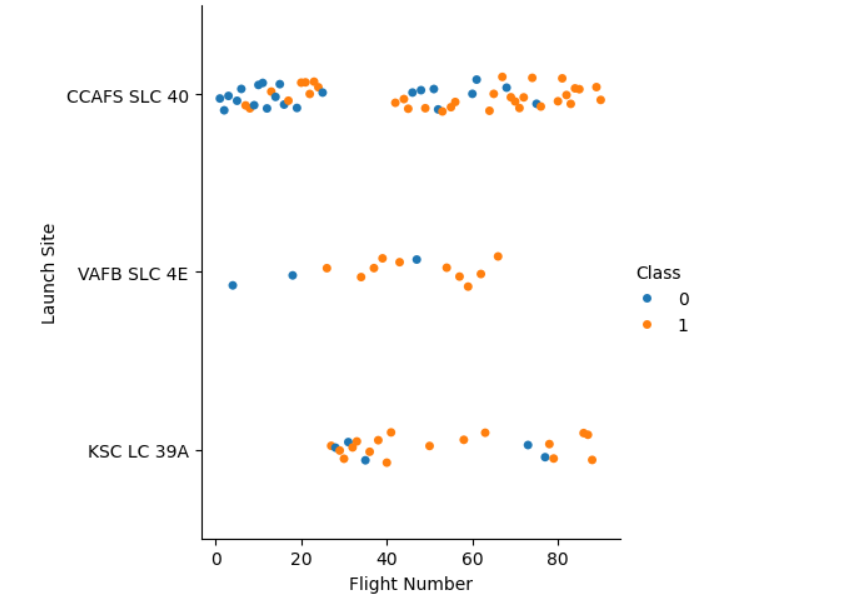 CCAFS SLC 40
VAFB SLC 4E
KSC LC 39A
Launch Site
0 20 40 60 80
Flight Number
Class
0
1